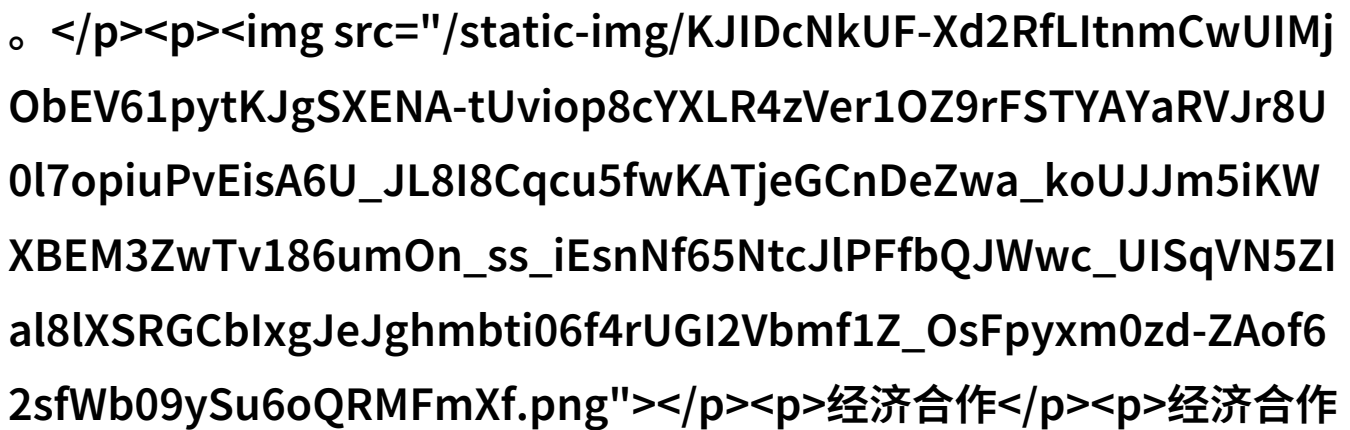 。</p><p><img src="/static-img/KJIDcNkUF-Xd2RfLItnmCwUIMj
ObEV61pytKJgSXENA-tUviop8cYXLR4zVer1OZ9rFSTYAYaRVJr8U
0l7opiuPvEisA6U_JL8I8Cqcu5fwKATjeGCnDeZwa_koUJJm5iKW
XBEM3ZwTv186umOn_ss_iEsnNf65NtcJlPFfbQJWwc_UISqVN5ZI
al8lXSRGCbIxgJeJghmbti06f4rUGI2Vbmf1Z_OsFpyxm0zd-ZAof6
2sfWb09ySu6oQRMFmXf.png"></p><p>经济合作</p><p>经济合作